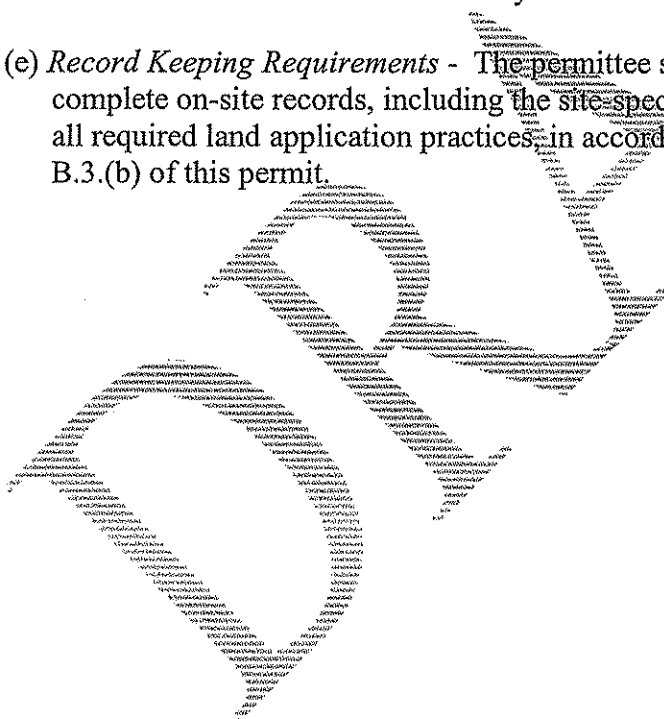 (e) Record Keeping Requirements - The permittee s
complete on-site records, including the site-spec
all required land application practices, in accord
B.3.(b) of this permit.
DR